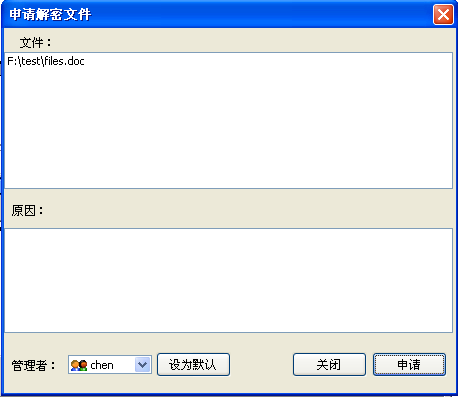 申请解密文件
文件：
F:\test\files.doc
原因：
管理者： chen 设为默认 关闭 申请